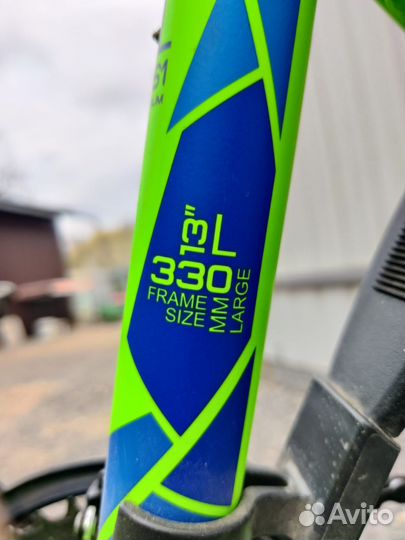 13"
L
330
MM
LARGE
FRAME
SIZE
Avito